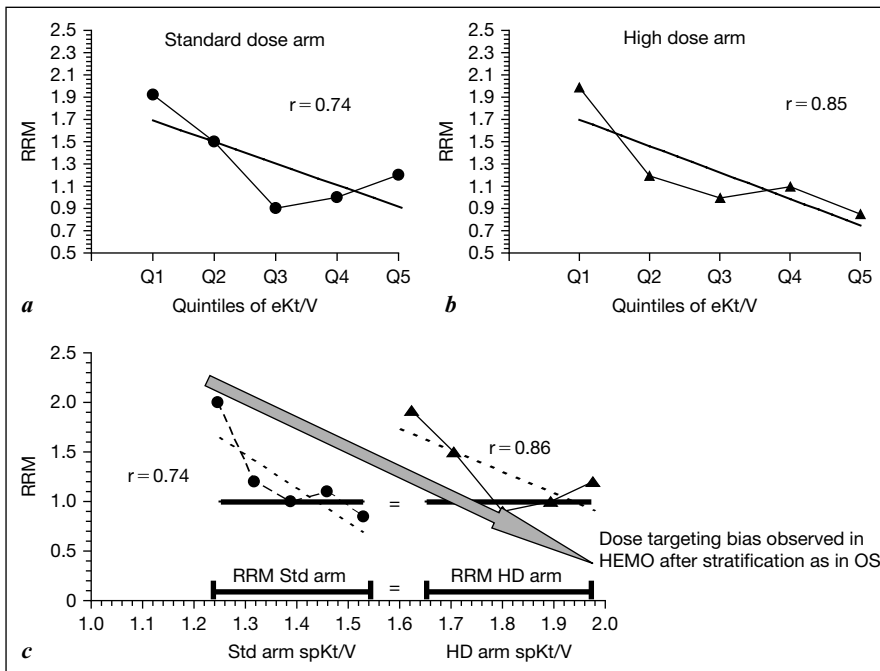 2.5
2.3
2.1
1.9
1.7
1.5
1.3
1.1
0.9
0.7
0.5
RRM
Standard dose arm
r = 0.74
Q1 Q2 Q3 Q4 Q5
Quintiles of eKt/V
a
2.5
2.3
2.1
1.9
1.7
1.5
1.3
1.1
0.9
0.7
0.5
RRM
High dose arm
r = 0.85
Q1 Q2 Q3 Q4 Q5
Quintiles of eKt/V
b
2.5
2.0
1.5
1.0
0.5
0
RRM
r = 0.74
r = 0.86
=
Dose targeting bias observed in
HEMO after stratification as in OS
RRM Std arm = RRM HD arm
1.0 1.1 1.2 1.3 1.4 1.5 1.6 1.7 1.8 1.9 2.0
Std arm spKt/V HD arm spKt/V
c